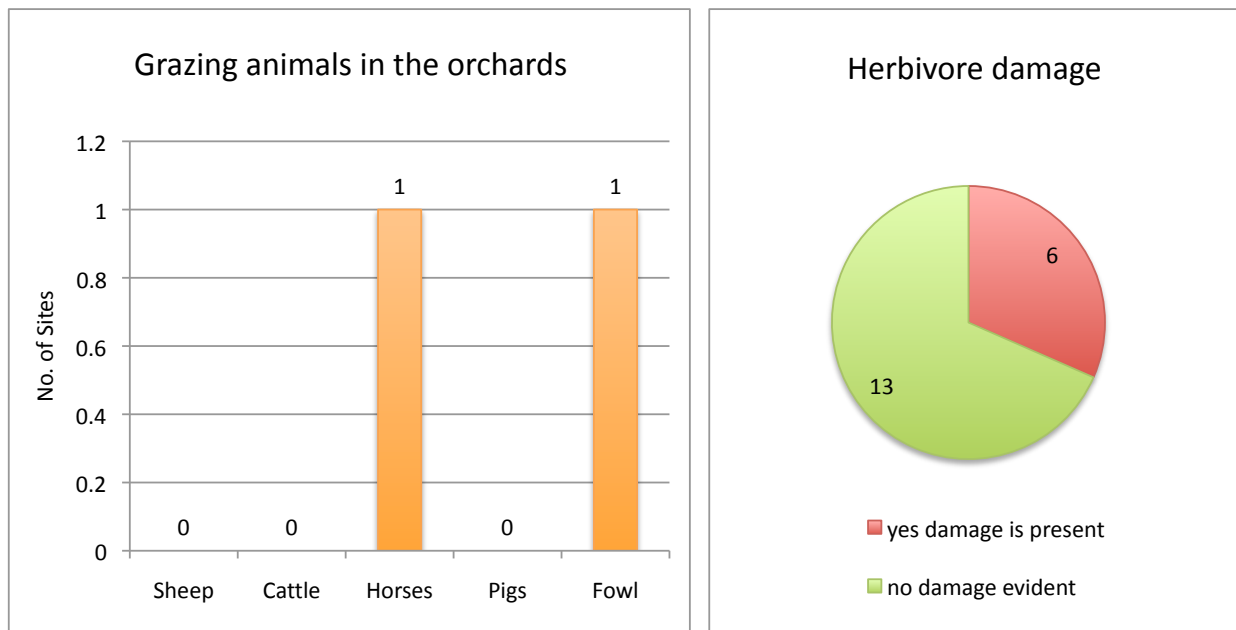 Grazing animals in the orchards
No. of Sites
1.2
1
0.8
0.6
0.4
0.2
0
0
0
1
0
1
Sheep
Cattle
Horses
Pigs
Fowl
Herbivore damage
6
13
yes damage is present
no damage evident